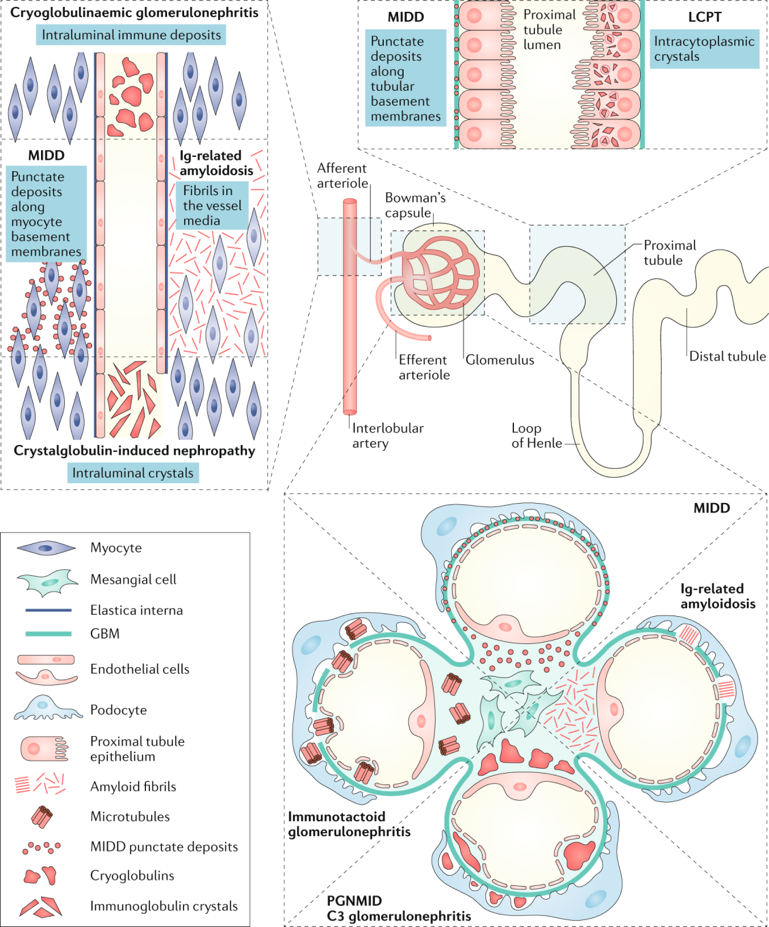 Cryoglobulinaemic glomerulonephritis
Intraluminal immune deposits
MIDD
Punctate
deposits
along
myocyte
basement
membranes
Ig-related
amyloidosis
Fibrils in
the vessel
media
Crystalglobulin-induced nephropathy
Intraluminal crystals
MIDD
Punctate
deposits
along
tubular
basement
membranes
Proximal
tubule
lumen
LCPT
Intracytoplasmic
crystals
Afferent
arteriole
Bowman's
capsule
Proximal
tubule
Efferent
arteriole
Glomerulus
Distal tubule
Interlobular
artery
Loop
of Henle
Myocyte
Mesangial cell
Elastica interna
GBM
Endothelial cells
Podocyte
Proximal tubule
epithelium
Amyloid fibrils
Microtubules
MIDD punctate deposits
Cryoglobulins
Immunoglobulin crystals
MIDD
Ig-related
amyloidosis
Immunotactoid
glomerulonephritis
PGNMID
C3 glomerulonephritis